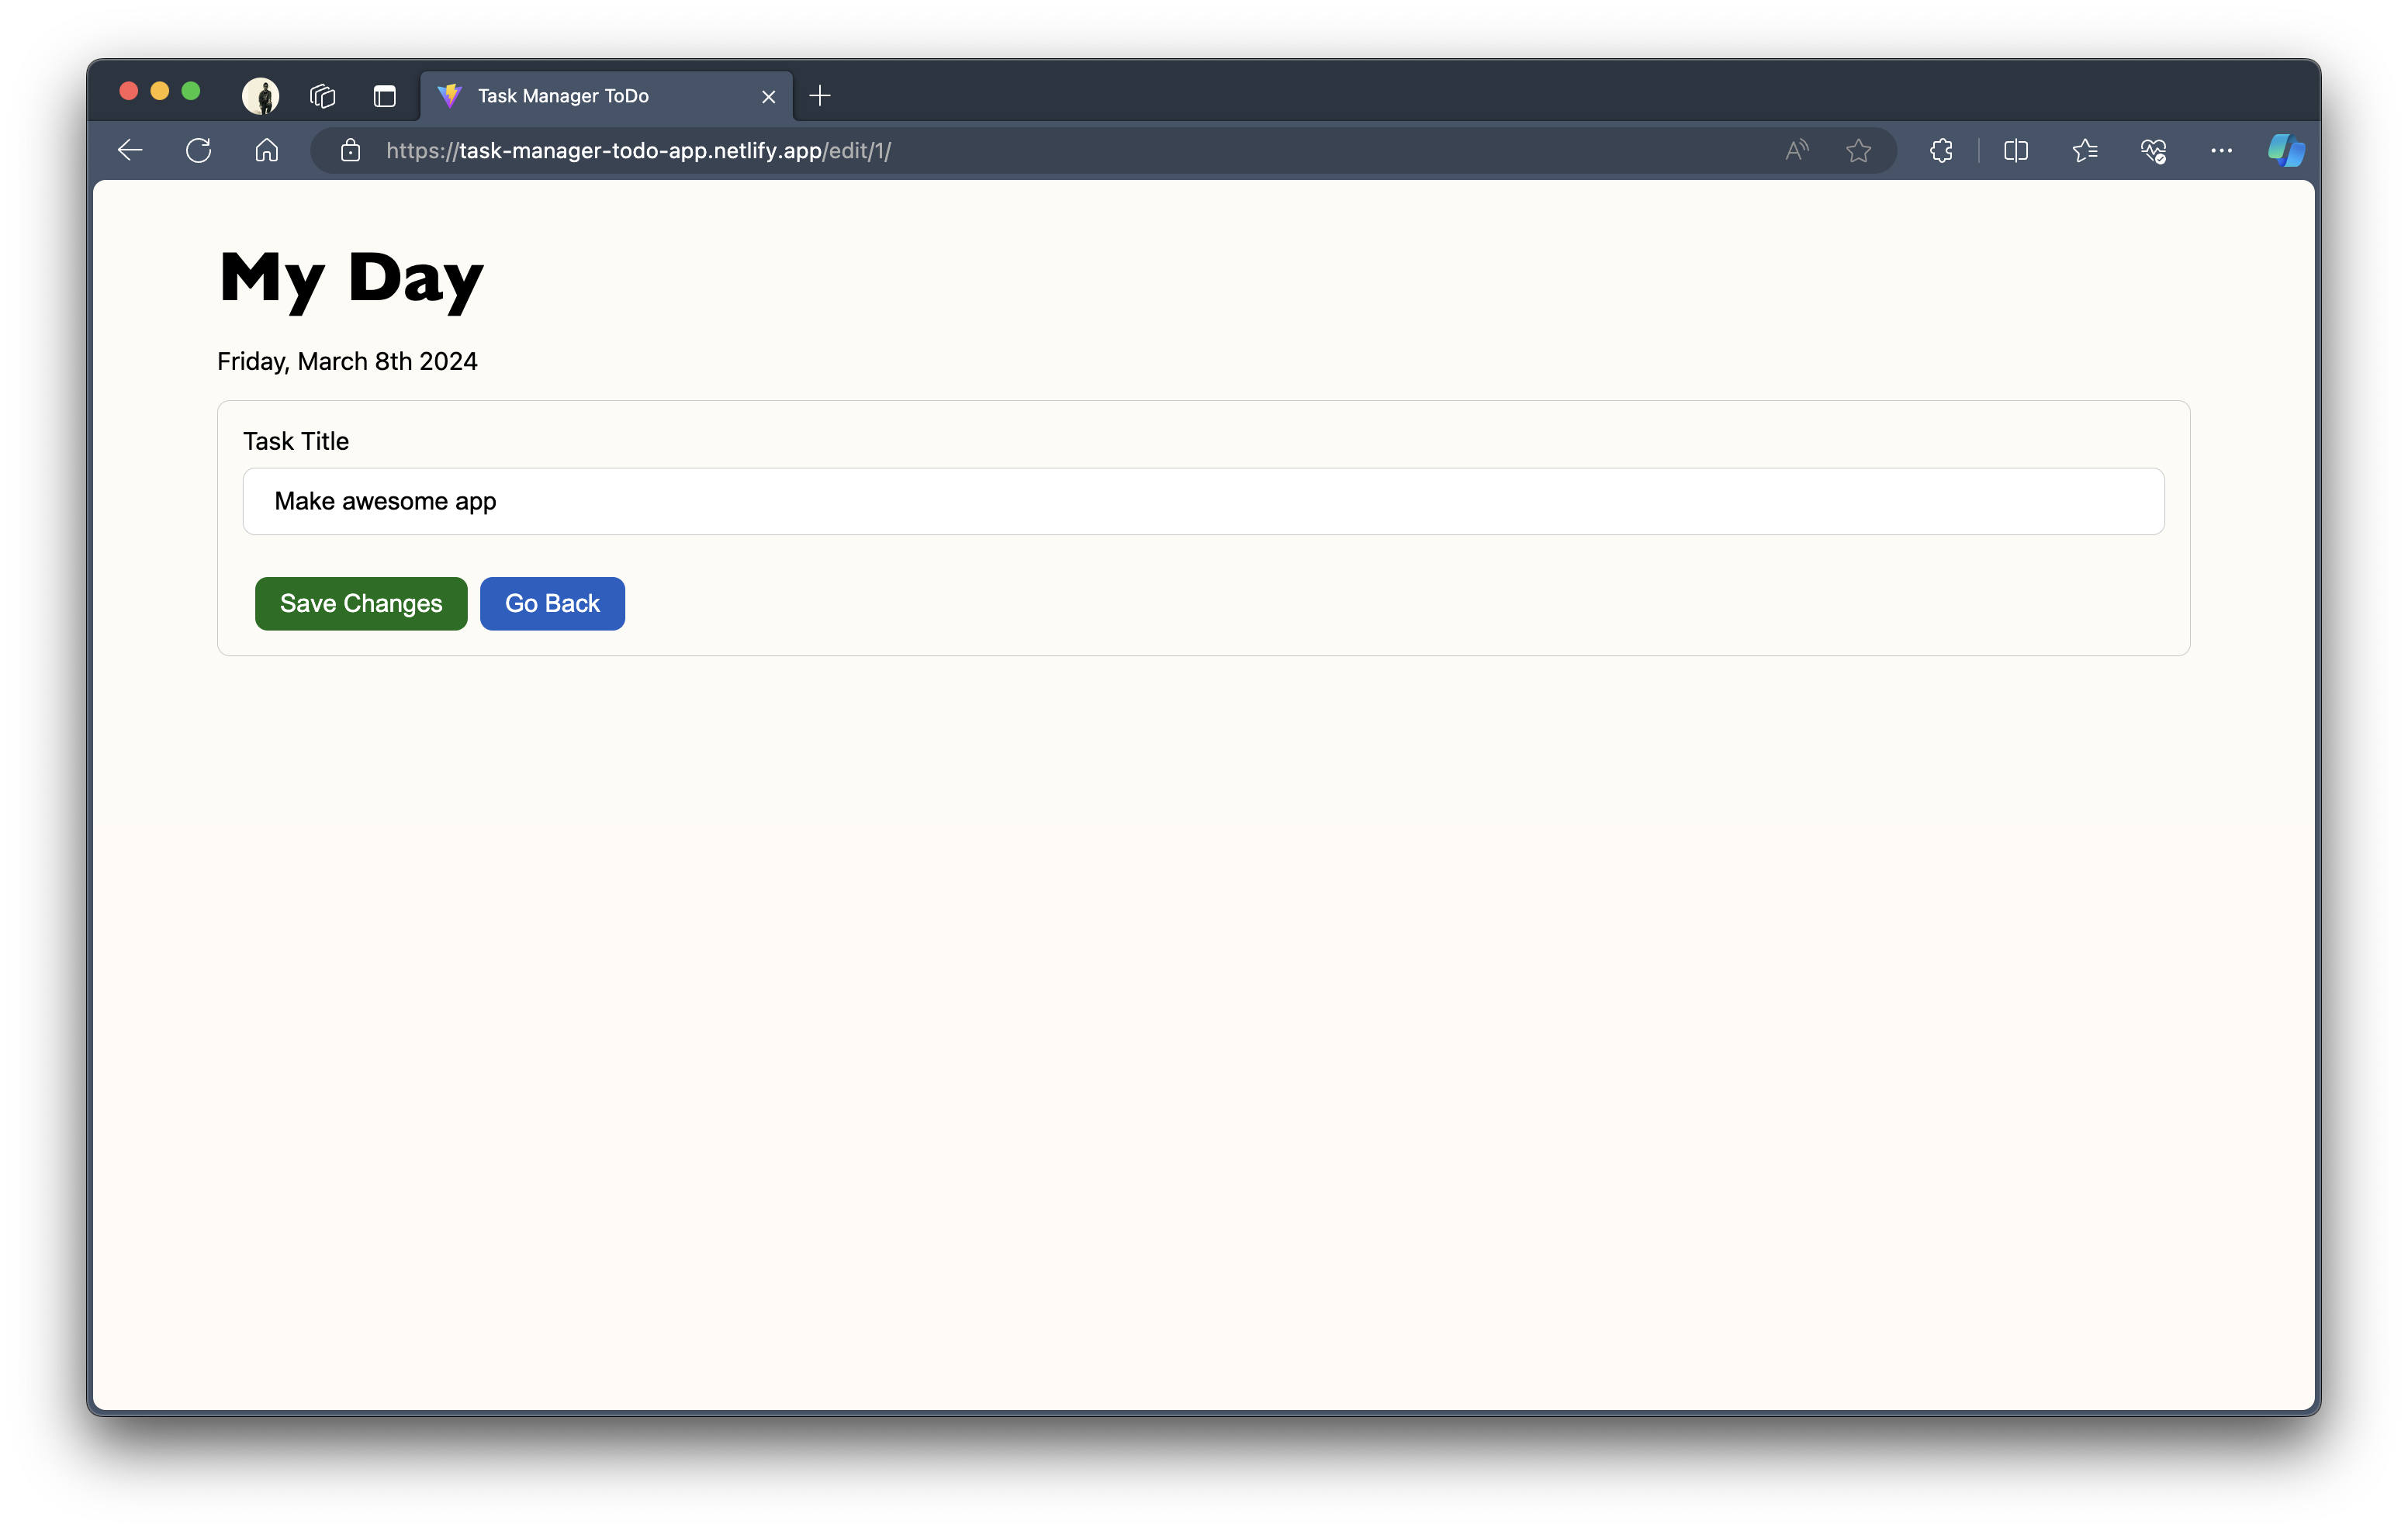 Task Manager ToDo
https://task-manager-todo-app.netlify.app/edit/1/
My Day
Friday, March 8th 2024
Task Title
Make awesome app
Save Changes
Go Back